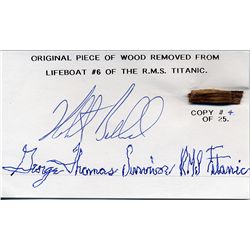 ORIGINAL PIECE OF WOOD REMOVED FROM
LIFEBOAT #6 OF THE R.M.S. TITANIC.
COPY # 4
OF 25.
George Thomas Survivor RMS Titanic